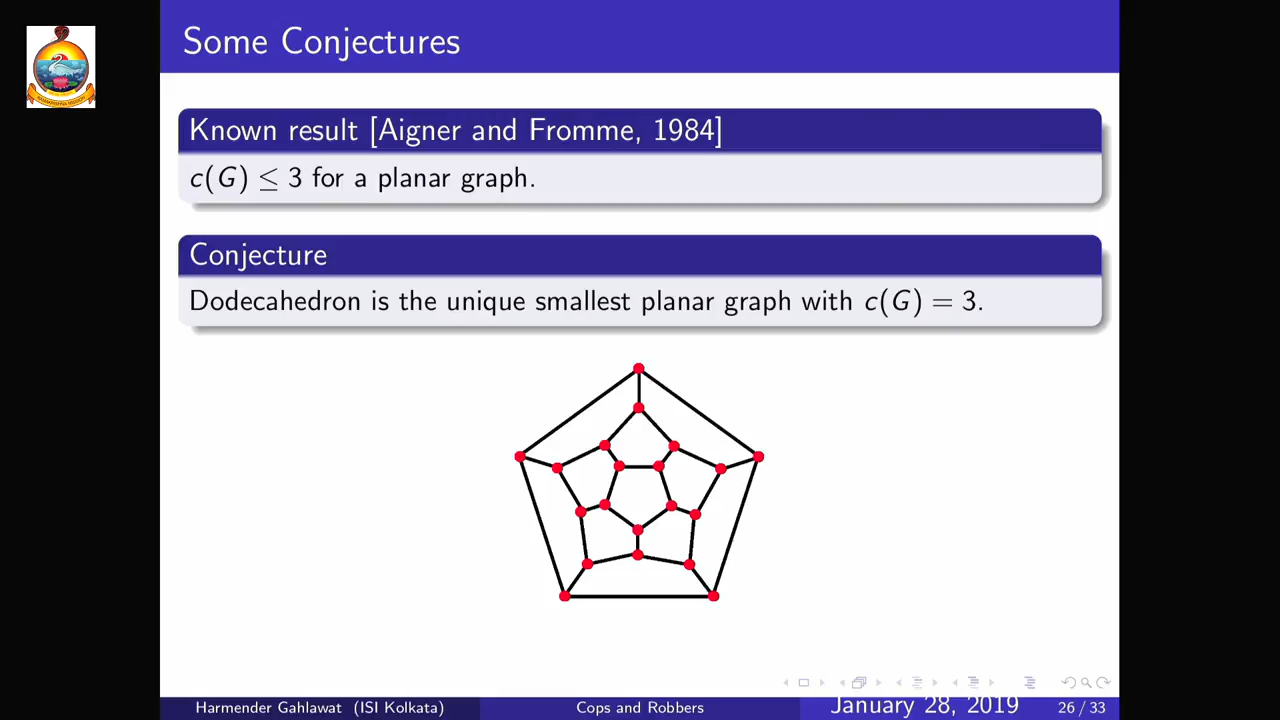 Some Conjectures
Known result [Aigner and Fromme, 1984]
c(G) ≤ 3 for a planar graph.
Conjecture
Dodecahedron is the unique smallest planar graph with c(G) = 3.
Harmender Gahlawat (ISI Kolkata)
Cops and Robbers
January 28, 2019
26 / 33